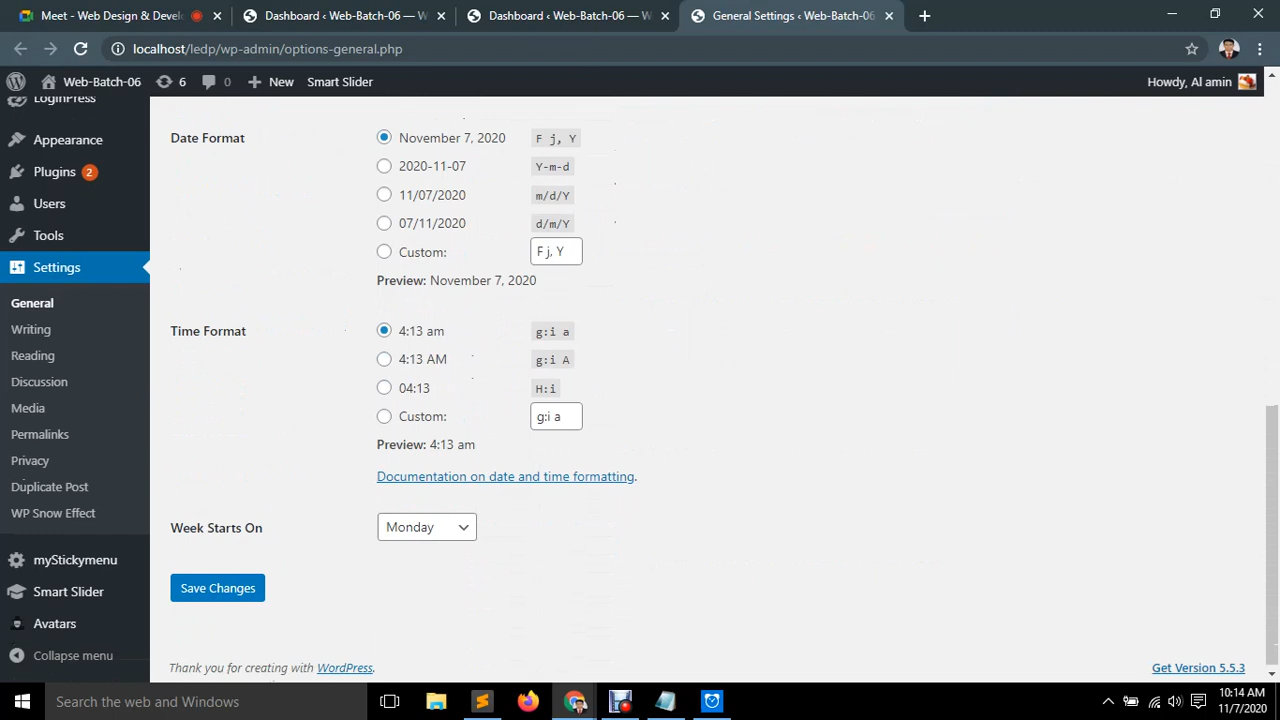 Meet - Web Design & Develo
Dashboard ‹ Web-Batch-06 —
Dashboard ‹ Web-Batch-06 —
General Settings ‹ Web-Batch-06
localhost/ledp/wp-admin/options-general.php
Web-Batch-06 6 0 New Smart Slider Howdy, Al amin
LoginPress
Appearance
Plugins 2
Users
Tools
Settings
General
Writing
Reading
Discussion
Media
Permalinks
Privacy
Duplicate Post
WP Snow Effect
myStickymenu
Smart Slider
Avatars
Collapse menu
Date Format
November 7, 2020 F j, Y
2020-11-07 Y-m-d
11/07/2020 m/d/Y
07/11/2020 d/m/Y
Custom: F j, Y
Preview: November 7, 2020
Time Format
4:13 am g:i a
4:13 AM g:i A
04:13 H:i
Custom: g:i a
Preview: 4:13 am
Documentation on date and time formatting.
Week Starts On Monday
Save Changes
Thank you for creating with WordPress. Get Version 5.5.3
Search the web and Windows
10:14 AM
11/7/2020